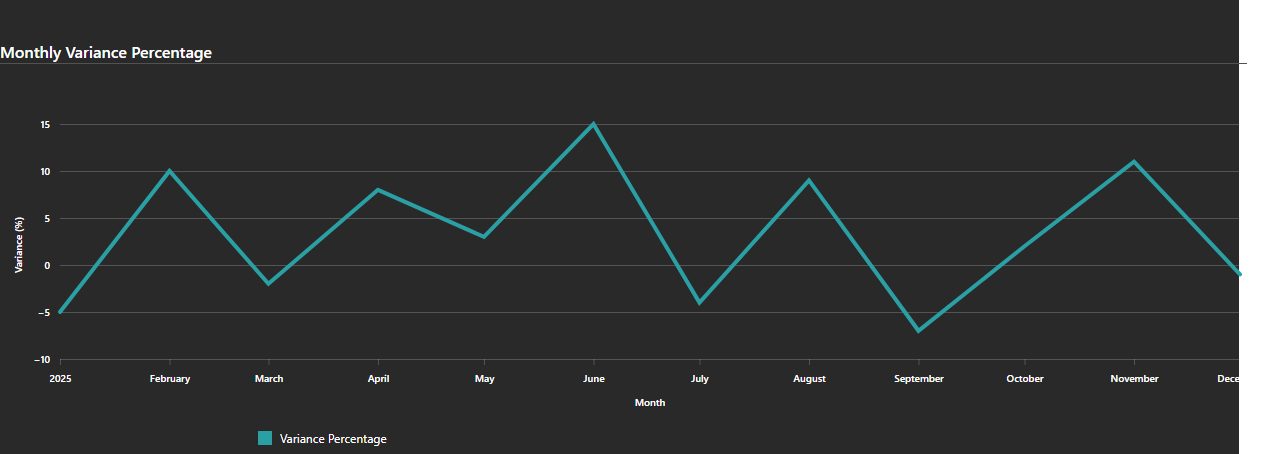 Monthly Variance Percentage
15
10
5
0
−5
−10
Variance (%)
2025 February March April May June July August September October November Dece
Month
Variance Percentage